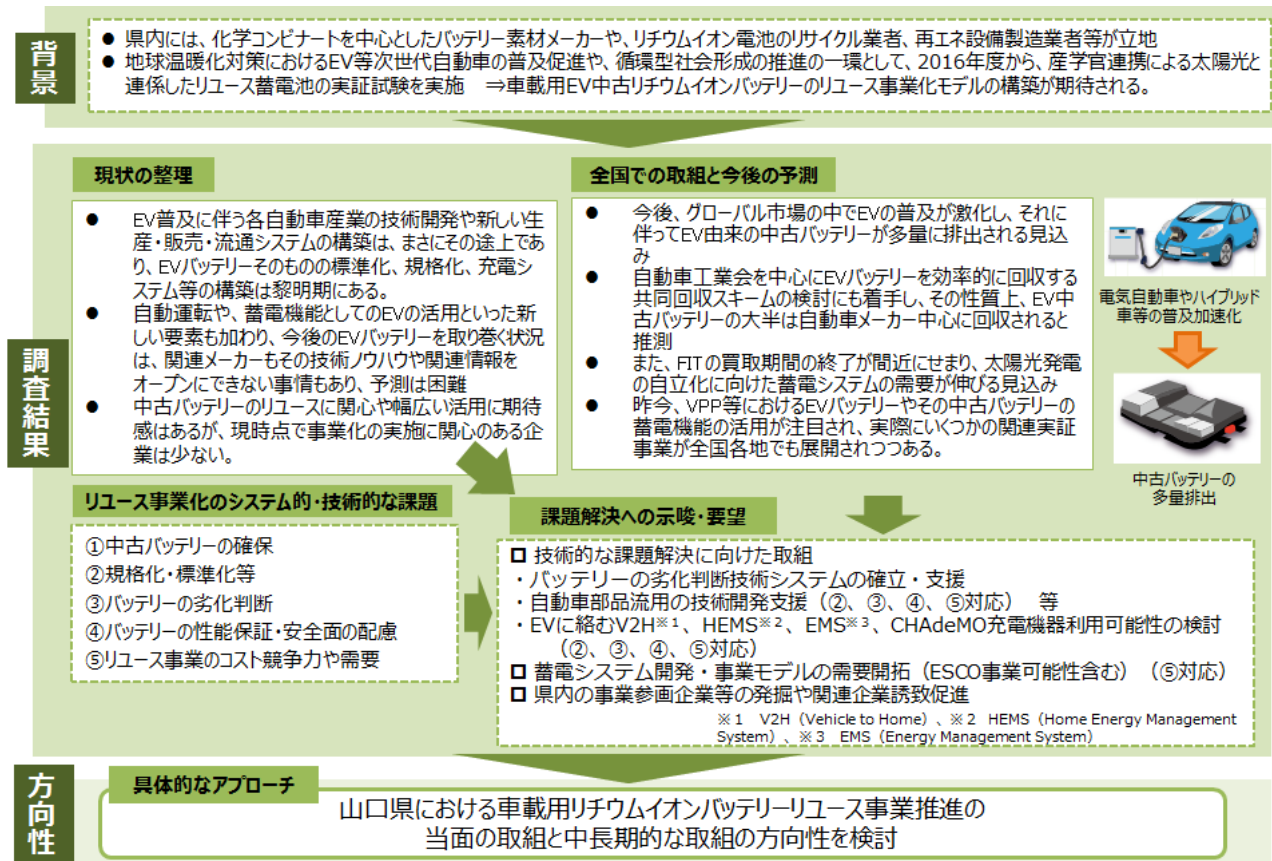 背景
● 県内には、化学コンビナートを中心としたバッテリー素材メーカーや、リチウムイオン電池のリサイクル業者、再エネ設備製造業者等が立地
● 地球温暖化対策におけるEV等次世代自動車の普及促進や、循環型社会形成の推進の一環として、2016年度から、産学官連携による太陽光と
連係したリユース蓄電池の実証試験を実施　⇒車載用EV中古リチウムイオンバッテリーのリユース事業化モデルの構築が期待される。
調査結果
現状の整理
● EV普及に伴う各自動車産業の技術開発や新しい生
産・販売・流通システムの構築は、まさにその途上であ
り、EVバッテリーそのものの標準化、規格化、充電シ
ステム等の構築は黎明期にある。
● 自動運転や、蓄電機能としてのEVの活用といった新
しい要素も加わり、今後のEVバッテリーを取り巻く状況
は、関連メーカーもその技術ノウハウや関連情報を
オープンにできない事情もあり、予測は困難
● 中古バッテリーのリユースに関心や幅広い活用に期待
感はあるが、現時点で事業化の実施に関心のある企
業は少ない。
全国での取組と今後の予測
● 今後、グローバル市場の中でEVの普及が激化し、それに
伴ってEV由来の中古バッテリーが多量に排出される見込
み
● 自動車工業会を中心にEVバッテリーを効率的に回収する
共同回収スキームの検討にも着手し、その性質上、EV中
古バッテリーの大半は自動車メーカー中心に回収されると
推測
● また、FITの買取期間の終了が間近にせまり、太陽光発電
の自立化に向けた蓄電システムの需要が伸びる見込み
● 昨今、VPP等におけるEVバッテリーやその中古バッテリーの
蓄電機能の活用が注目され、実際にいくつかの関連実証
事業が全国各地でも展開されつつある。
電気自動車やハイブリッド
車等の普及加速化
中古バッテリーの
多量排出
リユース事業化のシステム的・技術的な課題
①中古バッテリーの確保
②規格化・標準化等
③バッテリーの劣化判断
④バッテリーの性能保証・安全面の配慮
⑤リユース事業のコスト競争力や需要
課題解決への示唆・要望
□ 技術的な課題解決に向けた取組
・バッテリーの劣化判断技術システムの確立・支援
・自動車部品流用の技術開発支援（②、③、④、⑤対応）　等
・EVに絡むV2H※1、HEMS※2、EMS※3、CHAdeMO充電機器利用可能性の検討
（②、③、④、⑤対応）
□ 蓄電システム開発・事業モデルの需要開拓（ESCO事業可能性含む）（⑤対応）
□ 県内の事業参画企業等の発掘や関連企業誘致促進
※１　V2H（Vehicle to Home）、※２　HEMS（Home Energy Management
System）、※３　EMS（Energy Management System）
方向性
具体的なアプローチ
山口県における車載用リチウムイオンバッテリーリユース事業推進の
当面の取組と中長期的な取組の方向性を検討